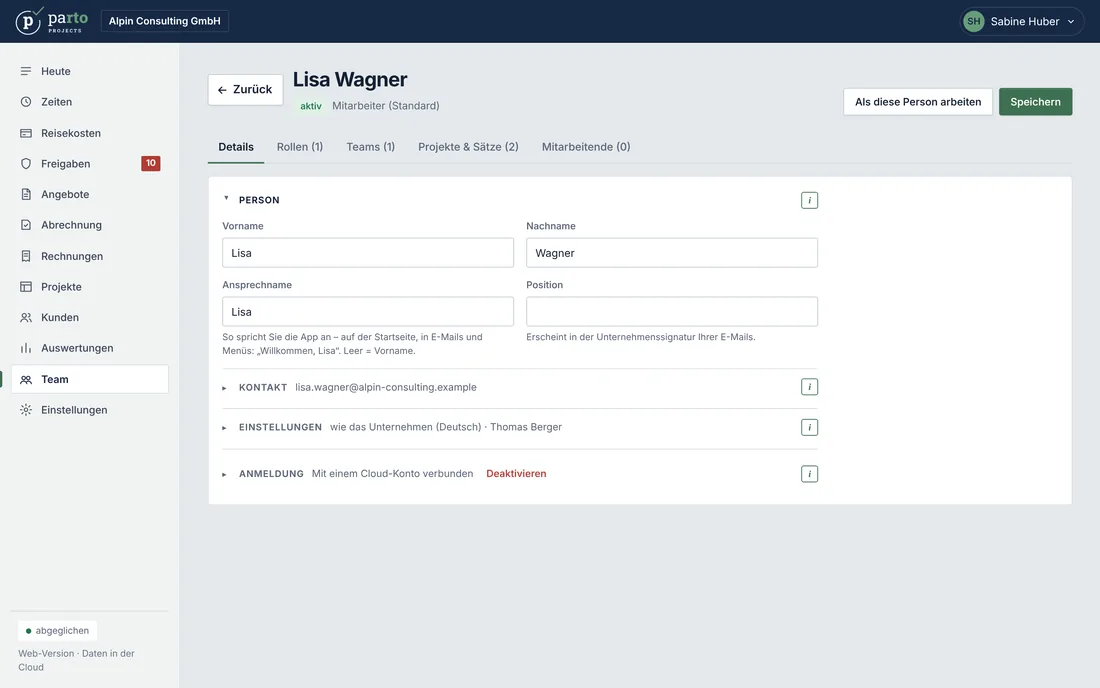 parto
PROJECTS
Alpin Consulting GmbH
SH Sabine Huber
Heute
Zeiten
Reisekosten
Freigaben 10
Angebote
Abrechnung
Rechnungen
Projekte
Kunden
Auswertungen
Team
Einstellungen
abgeglichen
Web-Version · Daten in der
Cloud
← Zurück
Lisa Wagner
aktiv Mitarbeiter (Standard)
Als diese Person arbeiten
Speichern
Details Rollen (1) Teams (1) Projekte & Sätze (2) Mitarbeitende (0)
PERSON i
Vorname Nachname
Lisa Wagner
Ansprechname Position
Lisa
So spricht Sie die App an – auf der Startseite, in E-Mails und
Menüs: „Willkommen, Lisa“. Leer = Vorname.
Erscheint in der Unternehmenssignatur Ihrer E-Mails.
KONTAKT lisa.wagner@alpin-consulting.example i
EINSTELLUNGEN wie das Unternehmen (Deutsch) · Thomas Berger i
ANMELDUNG Mit einem Cloud-Konto verbunden Deaktivieren i